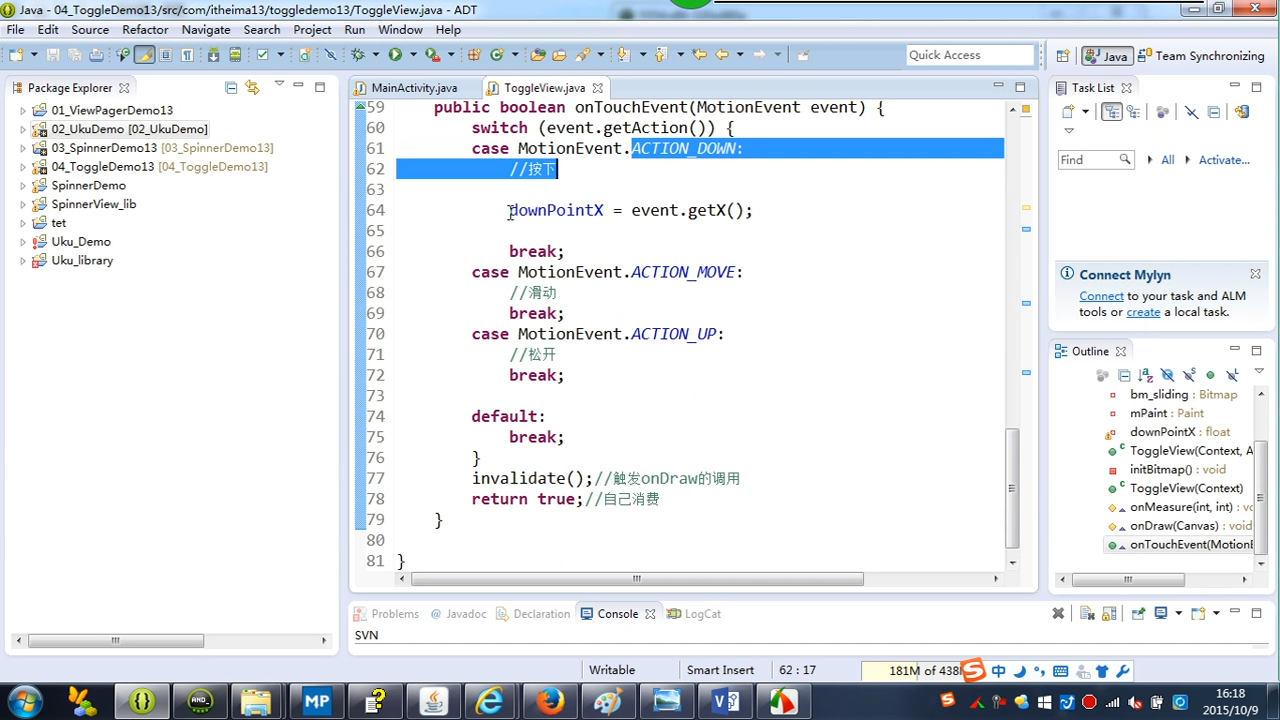 Java - 04_ToggleDemo13/src/com/itheima13/toggledemo13/ToggleView.java - ADT
File Edit Source Refactor Navigate Search Project Run Window Help
Quick Access
Java
Team Synchronizing
Package Explorer
01_ViewPagerDemo13
02_UkuDemo [02_UkuDemo]
03_SpinnerDemo13 [03_SpinnerDemo13]
04_ToggleDemo13 [04_ToggleDemo13]
SpinnerDemo
SpinnerView_lib
tet
Uku_Demo
Uku_library
MainActivity.java
ToggleView.java
59 public boolean onTouchEvent(MotionEvent event) {
60 switch (event.getAction()) {
61 case MotionEvent.ACTION_DOWN:
62 //按下
63
64 downPointX = event.getX();
65
66 break;
67 case MotionEvent.ACTION_MOVE:
68 //滑动
69 break;
70 case MotionEvent.ACTION_UP:
71 //松开
72 break;
73
74 default:
75 break;
76 }
77 invalidate();//触发onDraw的调用
78 return true;//自己消费
79 }
80
81 }
Task List
Find
All
Activate...
Connect Mylyn
Connect to your task and ALM
tools or create a local task.
Outline
bm_sliding : Bitmap
mPaint : Paint
downPointX : float
ToggleView(Context, A
initBitmap() : void
ToggleView(Context)
onMeasure(int, int) : vo
onDraw(Canvas) : void
onTouchEvent(MotionE
Problems
@ Javadoc
Declaration
Console
LogCat
SVN
Writable
Smart Insert
62 : 17
181M of 438M
中
MP
16:18
2015/10/9